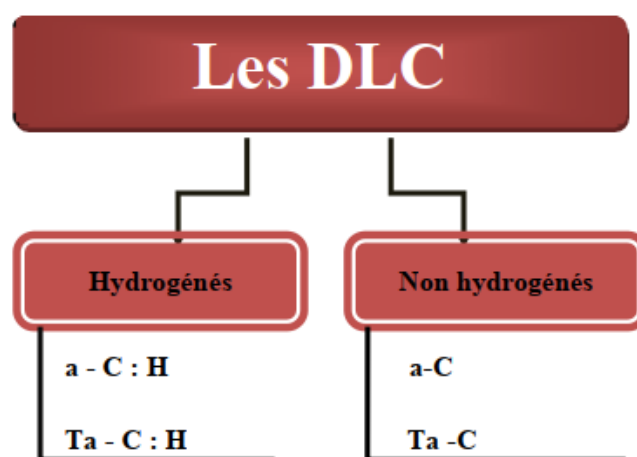 Les DLC
Hydrogénés
Non hydrogénés
a - C : H
a-C
Ta - C : H
Ta -C